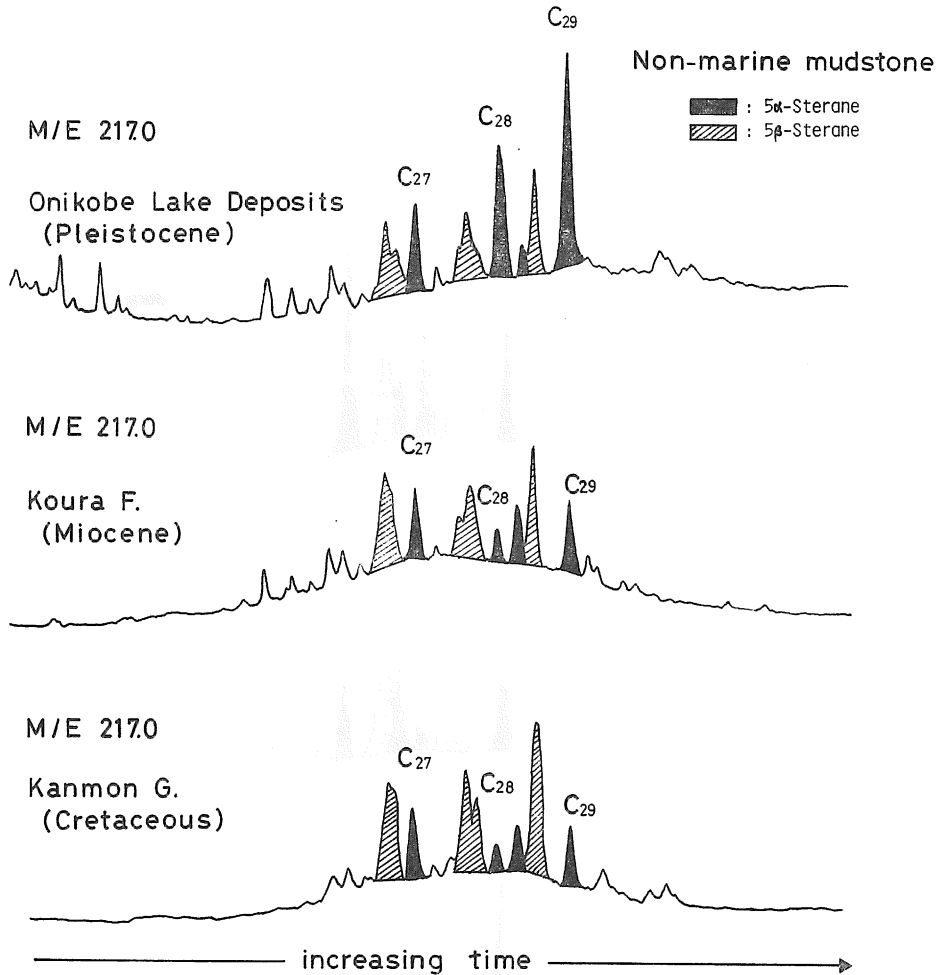 C29
Non-marine mudstone
: 5α-Sterane
: 5β-Sterane
M/E 217.0
C28
C27
Onikobe Lake Deposits
(Pleistocene)
M/E 217.0
C27
Koura F.
(Miocene)
C28
C29
M/E 217.0
C27
Kanmon G.
(Cretaceous)
C28
C29
increasing time